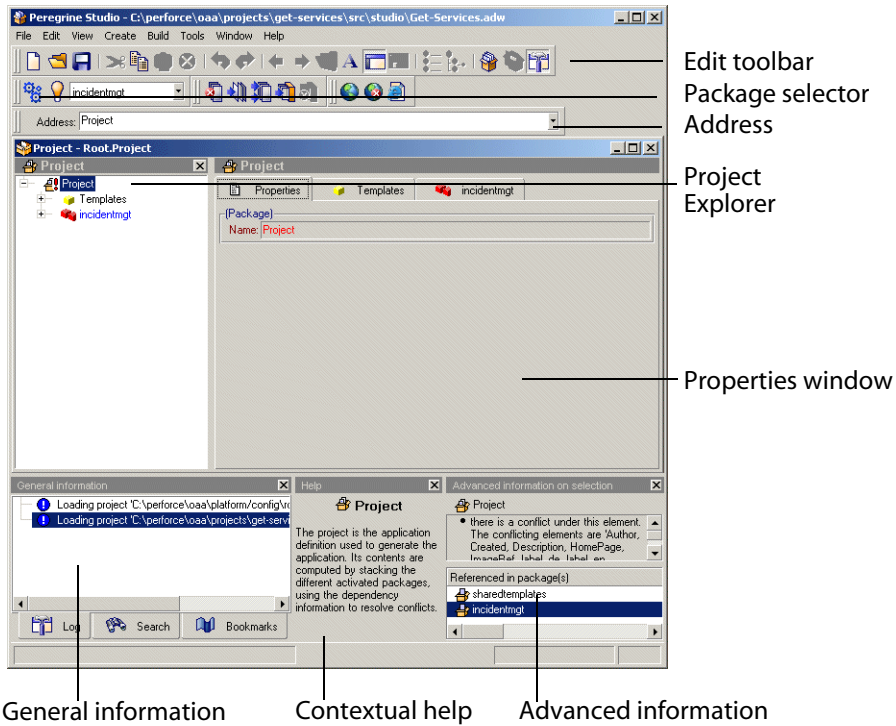 Peregrine Studio - C:\perforce\oaa\projects\get-services\src\studio\Get-Services.adw
File Edit View Create Build Tools Window Help
Edit toolbar
incidentmgt
Package selector
Address: Project
Address
Project - Root.Project
Project
Project
Project
Templates
incidentmgt
Properties
Templates
incidentmgt
(Package)
Name: Project
Project
Explorer
Properties window
General information
Loading project 'C:\perforce\oaa\platform/config\
Loading project 'C:\perforce\oaa\projects\get-servi
Log
Search
Bookmarks
Help
Project
The project is the application
definition used to generate the
application. Its contents are
computed by stacking the
different activated packages,
using the dependency
information to resolve conflicts.
Advanced information on selection
Project
• there is a conflict under this element.
The conflicting elements are 'Author,
Created, Description, HomePage,
ImageRef, label_de, label_en,
Referenced in package(s)
sharedtemplates
incidentmgt
General information
Contextual help
Advanced information